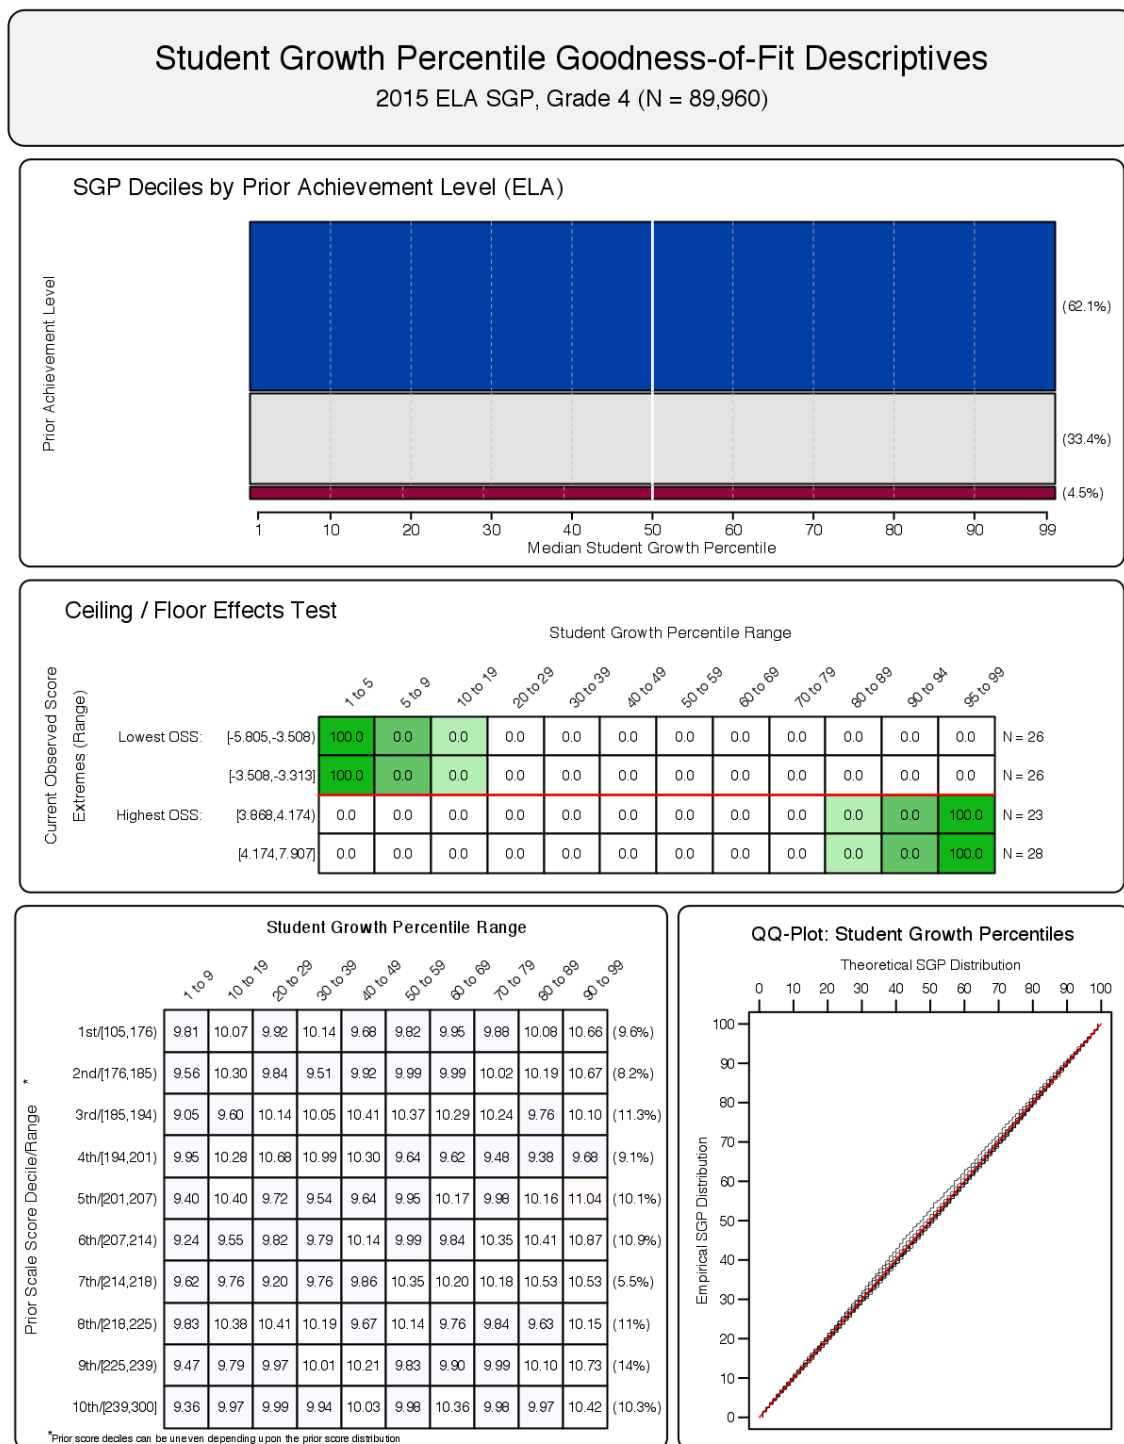 Student Growth Percentile Goodness-of-Fit Descriptives
2015 ELA SGP, Grade 4 (N = 89,960)
SGP Deciles by Prior Achievement Level (ELA)
Prior Achievement Level
(62.1%)
(33.4%)
(4.5%)
1 10 20 30 40 50 60 70 80 90 99
Median Student Growth Percentile
Ceiling / Floor Effects Test
Student Growth Percentile Range
Current Observed Score
Extremes (Range)
1 to 5 5 to 9 10 to 19 20 to 29 30 to 39 40 to 49 50 to 59 60 to 69 70 to 79 80 to 89 90 to 94 95 to 99
Lowest OSS: [-5.805,-3.508) 100.0 0.0 0.0 0.0 0.0 0.0 0.0 0.0 0.0 0.0 0.0 0.0 N = 26
[-3.508,-3.313] 100.0 0.0 0.0 0.0 0.0 0.0 0.0 0.0 0.0 0.0 0.0 0.0 N = 26
Highest OSS: [3.868,4.174) 0.0 0.0 0.0 0.0 0.0 0.0 0.0 0.0 0.0 0.0 0.0 100.0 N = 23
[4.174,7.907] 0.0 0.0 0.0 0.0 0.0 0.0 0.0 0.0 0.0 0.0 0.0 100.0 N = 28
Student Growth Percentile Range
1 to 9 10 to 19 20 to 29 30 to 39 40 to 49 50 to 59 60 to 69 70 to 79 80 to 89 90 to 99
Prior Scale Score Decile/Range *
1st/[105,176) 9.81 10.07 9.92 10.14 9.68 9.82 9.95 9.88 10.08 10.66 (9.6%)
2nd/[176,185) 9.56 10.30 9.84 9.51 9.92 9.99 9.99 10.02 10.19 10.67 (8.2%)
3rd/[185,194) 9.05 9.60 10.14 10.05 10.41 10.37 10.29 10.24 9.76 10.10 (11.3%)
4th/[194,201) 9.95 10.28 10.68 10.99 10.30 9.64 9.62 9.48 9.38 9.68 (9.1%)
5th/[201,207) 9.40 10.40 9.72 9.54 9.64 9.95 10.17 9.98 10.16 11.04 (10.1%)
6th/[207,214) 9.24 9.55 9.82 9.79 10.14 9.99 9.84 10.35 10.41 10.87 (10.9%)
7th/[214,218) 9.62 9.76 9.20 9.76 9.86 10.35 10.20 10.18 10.53 10.53 (5.5%)
8th/[218,225) 9.83 10.38 10.41 10.19 9.67 10.14 9.76 9.84 9.63 10.15 (11%)
9th/[225,239) 9.47 9.79 9.97 10.01 10.21 9.83 9.90 9.99 10.10 10.73 (14%)
10th/[239,300] 9.36 9.97 9.99 9.94 10.03 9.98 10.36 9.98 9.97 10.42 (10.3%)
*Prior score deciles can be uneven depending upon the prior score distribution
QQ-Plot: Student Growth Percentiles
Theoretical SGP Distribution
0 10 20 30 40 50 60 70 80 90 100
Empirical SGP Distribution
100
90
80
70
60
50
40
30
20
10
0